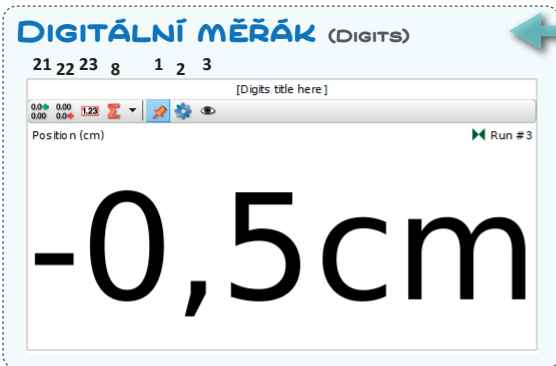 DIGITÁLNÍ MĚŘÁK (DIGITS)
21 22 23 8 1 2 3
[Digits title here]
0.0 0.00 1.23 Σ
0.00 0.0
Position (cm) Run #3
-0,5cm